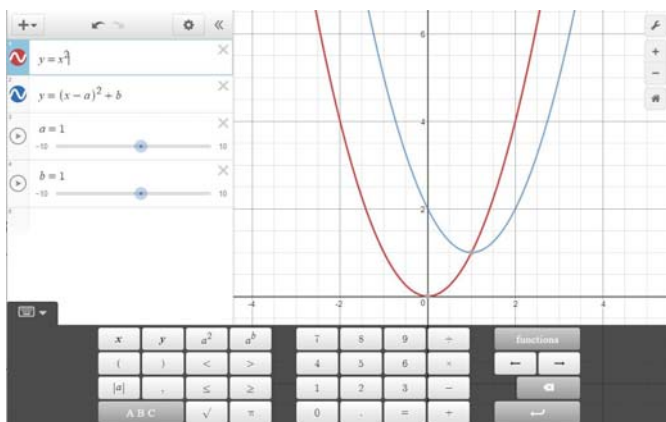 y = x²
y = (x − a)² + b
a = 1
-10 10
b = 1
-10 10
6
4
2
-4 -2 0 2 4
x y a² aᵇ 7 8 9 ÷ functions
( ) < > 4 5 6 × ← →
|a| , ≤ ≥ 1 2 3 −
A B C √ π 0 . = +